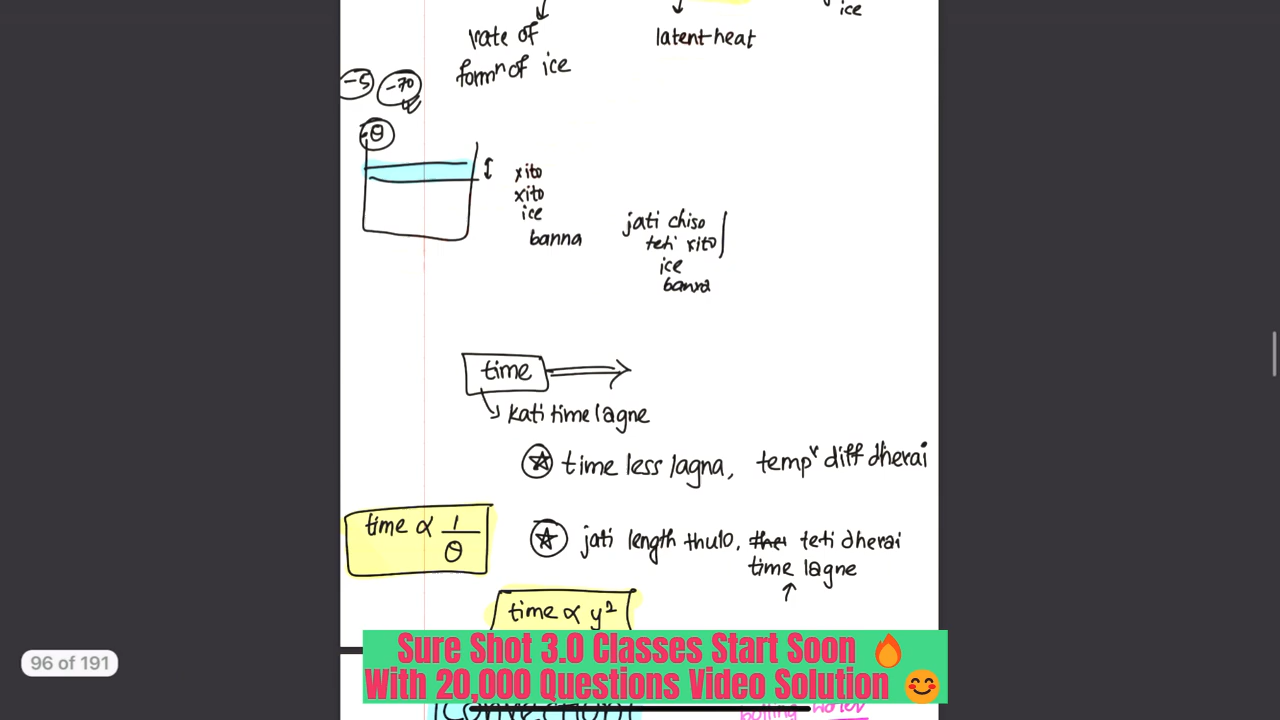 ice
rate of
latent heat
formⁿ of ice
-5
-70
-θ
xito
xito
ice
banna
jati chiso
teti xito
ice
banxa
time
kati time lagne
time less lagna, tempʳ diff dherai
time ∝ 1/θ
jati length thulo, teti dherai
time lagne
time ∝ y²
Sure Shot 3.0 Classes Start Soon 🔥
With 20,000 Questions Video Solution 😊
96 of 191